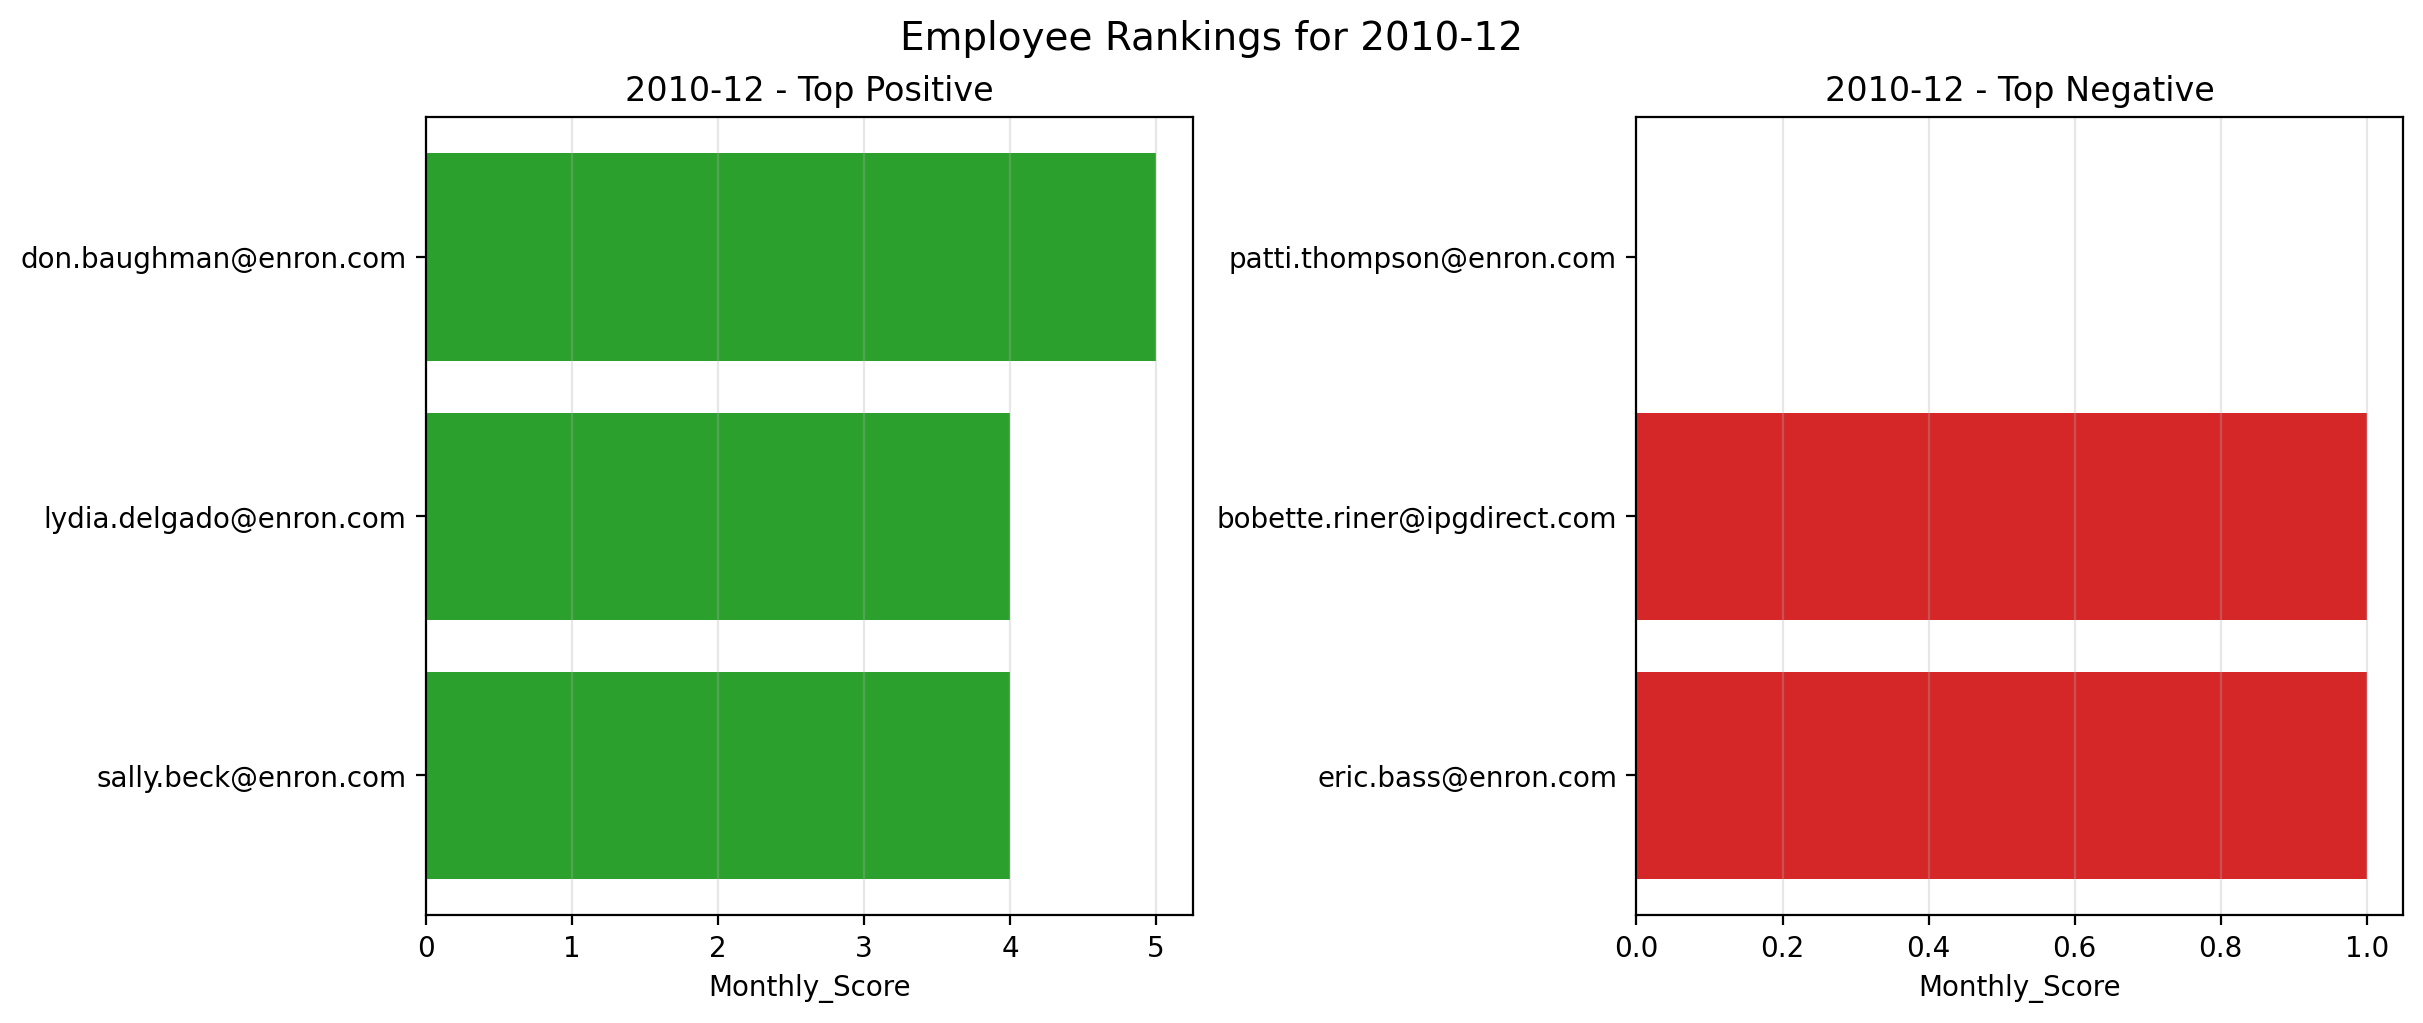 Employee Rankings for 2010-12
2010-12 - Top Positive
don.baughman@enron.com
lydia.delgado@enron.com
sally.beck@enron.com
0 1 2 3 4 5
Monthly_Score
2010-12 - Top Negative
patti.thompson@enron.com
bobette.riner@ipgdirect.com
eric.bass@enron.com
0.0 0.2 0.4 0.6 0.8 1.0
Monthly_Score